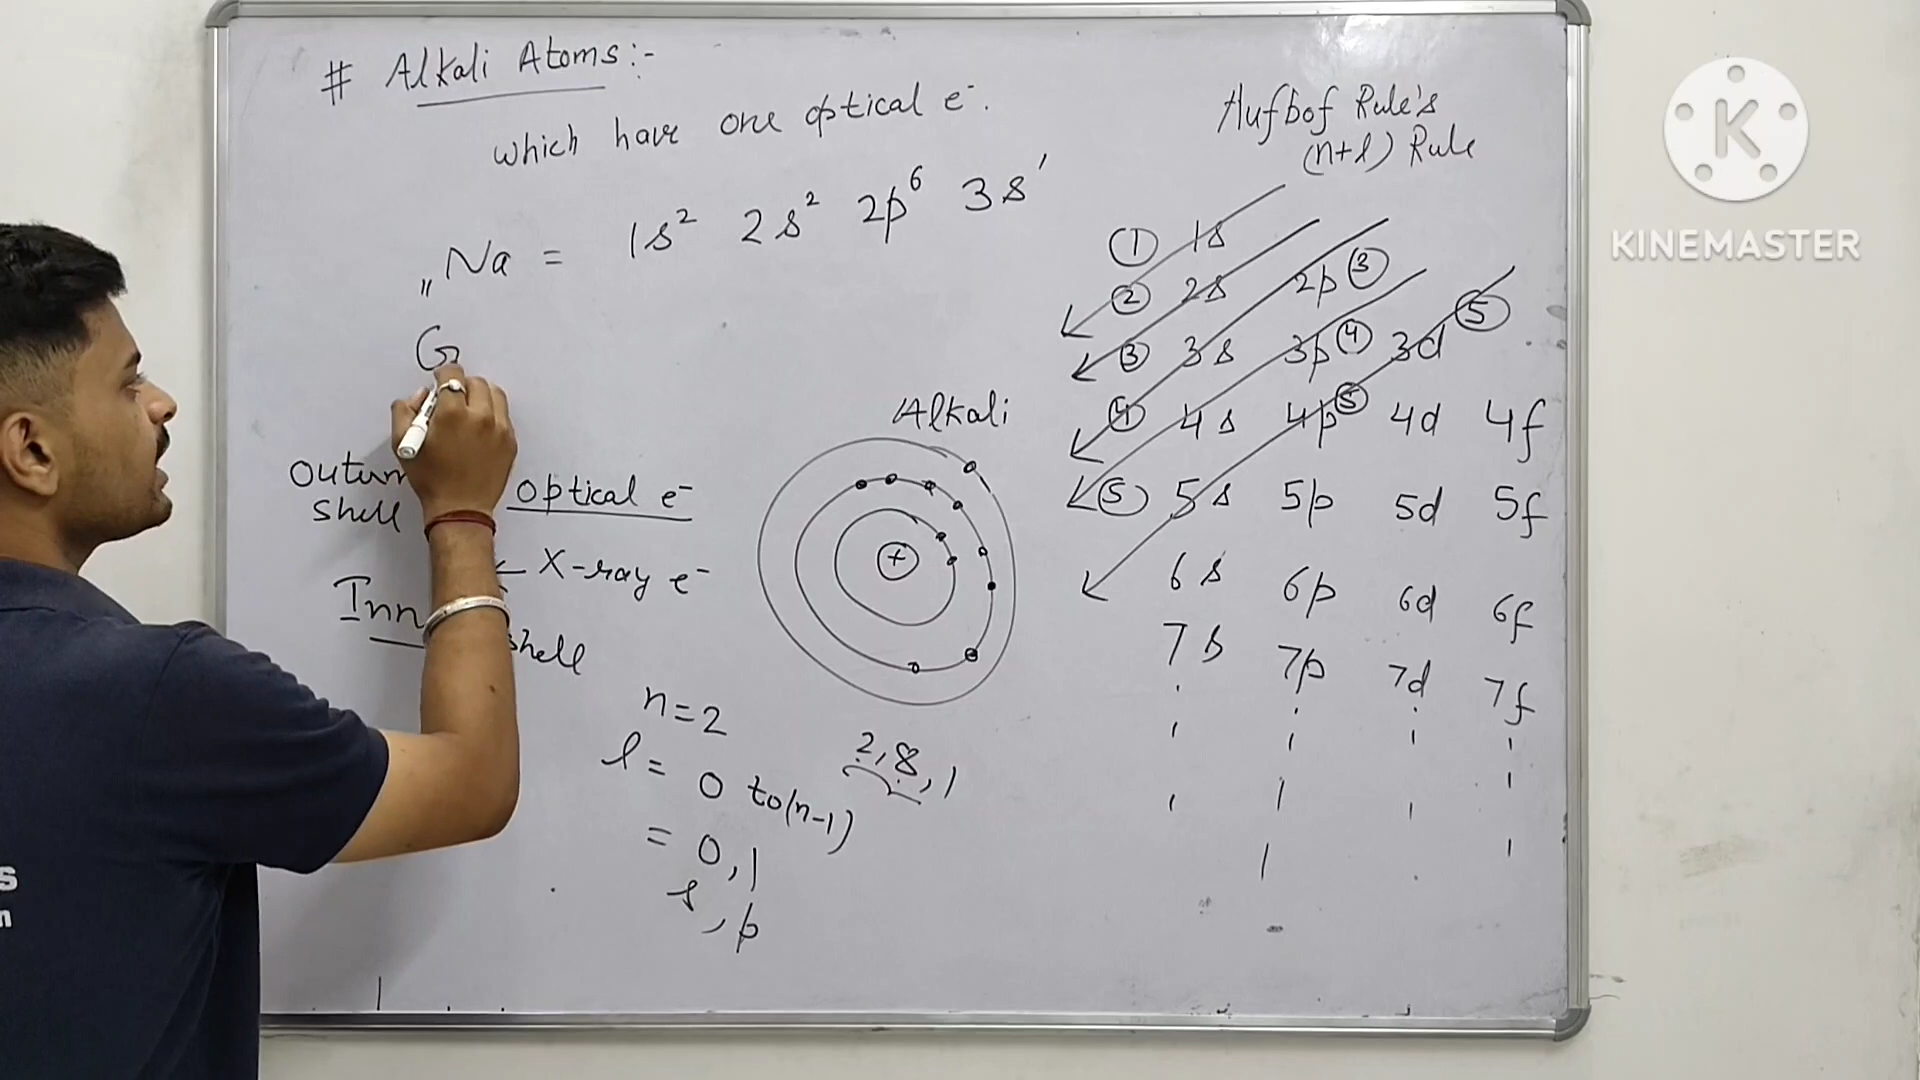 # Alkali Atoms:-
which have one optical e⁻.
₁₁Na = 1s² 2s² 2p⁶ 3s¹
G
shell
optical e⁻
← X-ray e⁻
shell
n=2
l = 0 to(n-1)
= 0,1
s,p
Alkali
+
2,8,1
Aufbof Rule's
(n+l) Rule
① 1s
② 2s 2p ③
③ 3s 3p ④ 3d ⑤
④ 4s 4p ⑤ 4d 4f
⑤ 5s 5p 5d 5f
6s 6p 6d 6f
7s 7p 7d 7f
K
KINEMASTER